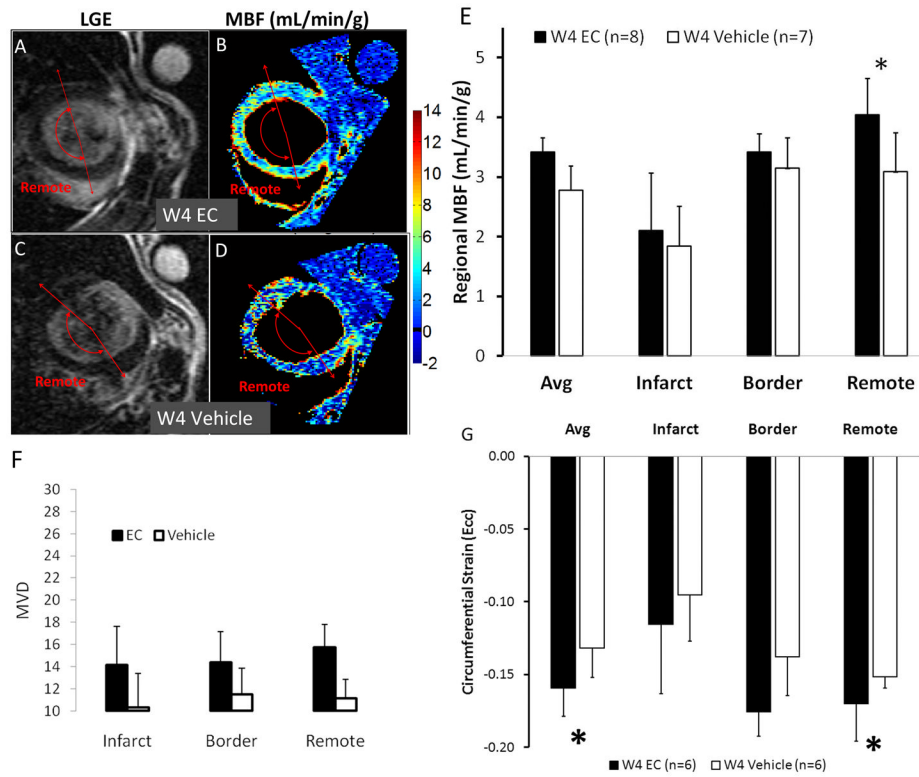 LGE
MBF (mL/min/g)
A
Remote
W4 EC
B
Remote
C
Remote
W4 Vehicle
D
Remote
14
12
10
8
6
4
2
0
-2
E
W4 EC (n=8)
W4 Vehicle (n=7)
*
Regional MBF (mL/min/g)
5
4
3
2
1
0
Avg
Infarct
Border
Remote
F
EC
Vehicle
MVD
30
28
26
24
22
20
18
16
14
12
10
Infarct
Border
Remote
G
Avg
Infarct
Border
Remote
Circumferential Strain (Ecc)
0.00
-0.05
-0.10
-0.15
-0.20
*
*
W4 EC (n=6)
W4 Vehicle (n=6)